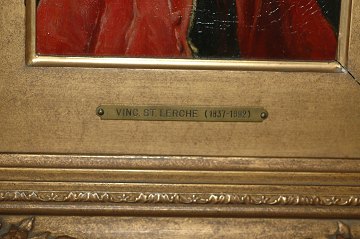 VINC. ST. LERCHE (1837-1892)